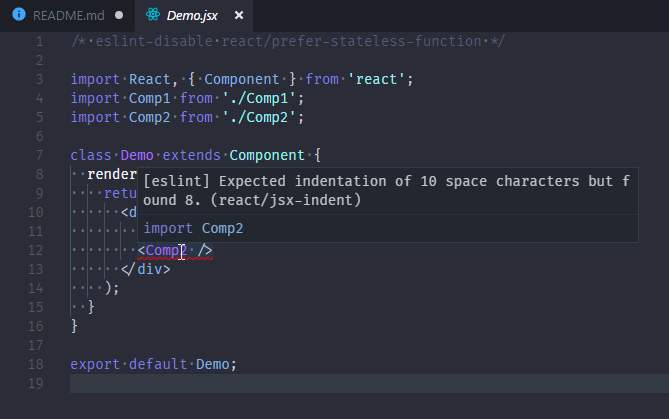 README.md Demo.jsx
1 /* eslint-disable react/prefer-stateless-function */
2
3 import React, { Component } from 'react';
4 import Comp1 from './Comp1';
5 import Comp2 from './Comp2';
6
7 class Demo extends Component {
8 render
9 retu
[eslint] Expected indentation of 10 space characters but f
ound 8. (react/jsx-indent)
import Comp2
10 <d
11
12 <Comp2 />
13 </div>
14 );
15 }
16 }
17
18 export default Demo;
19